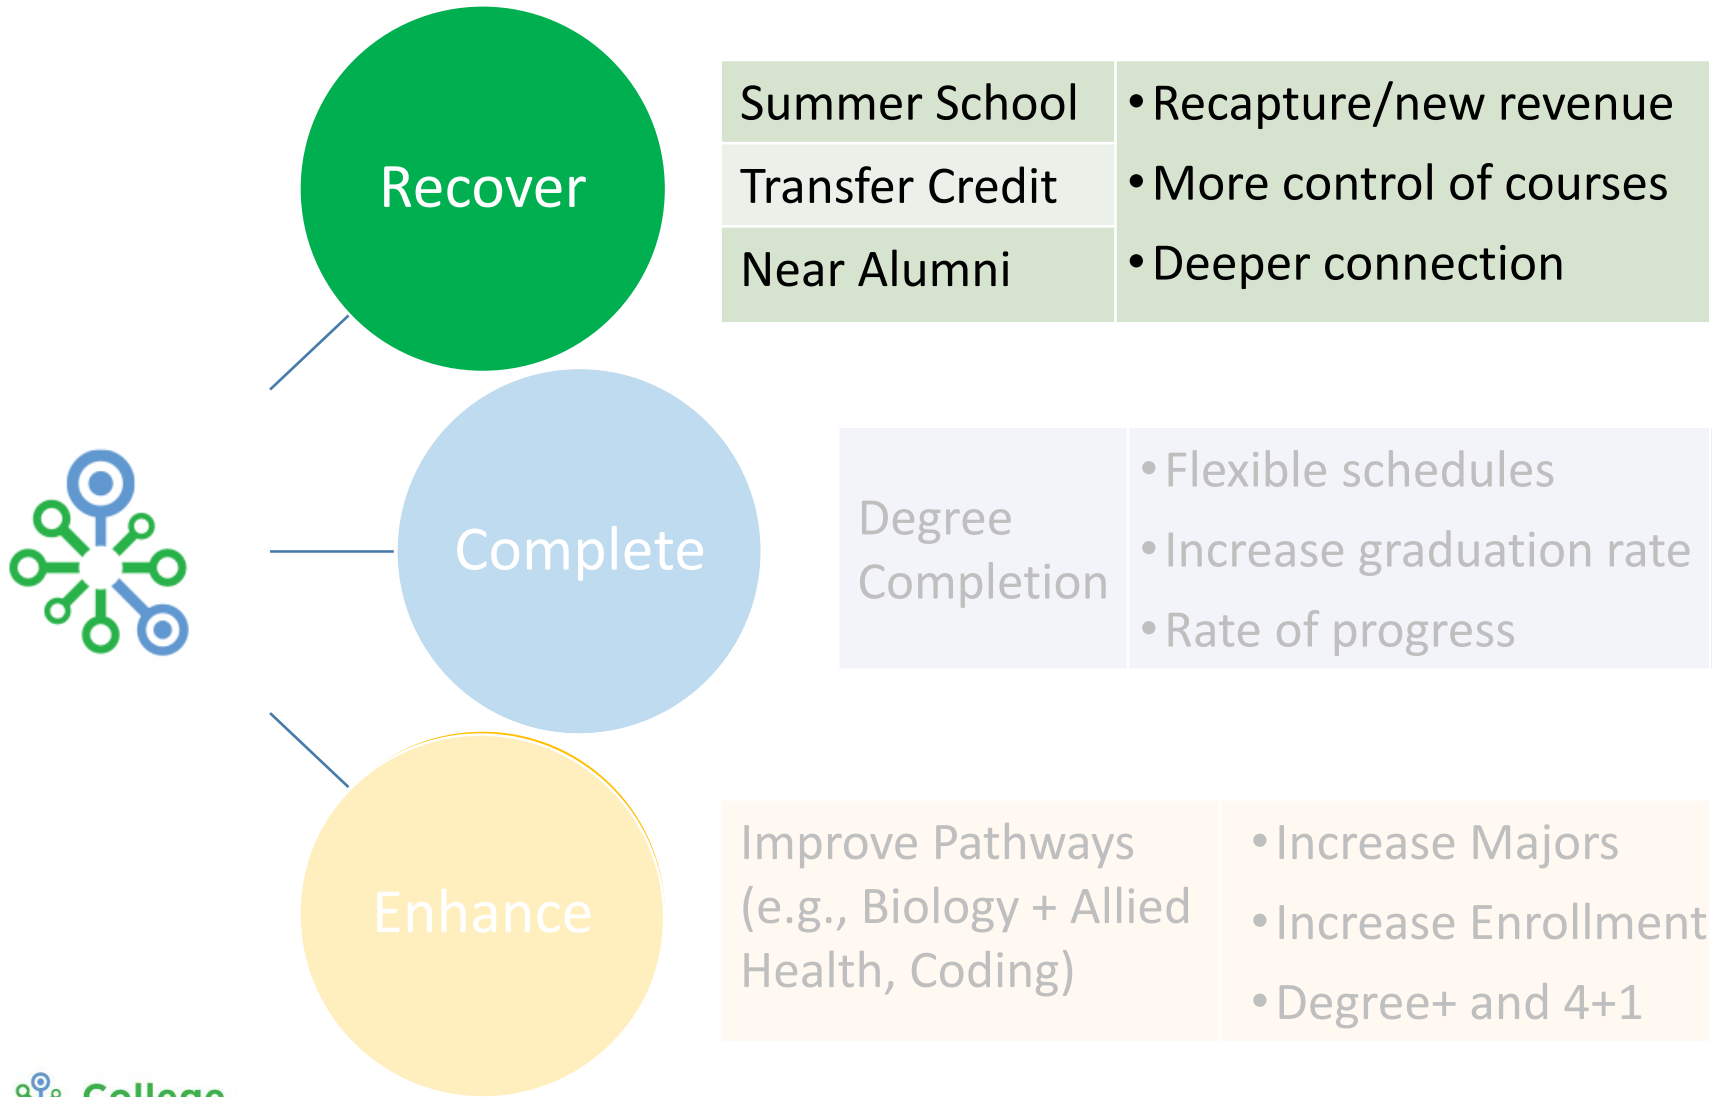 Recover
Summer School
Transfer Credit
Near Alumni
•Recapture/new revenue
•More control of courses
•Deeper connection
Complete
Degree
Completion
•Flexible schedules
•Increase graduation rate
•Rate of progress
Enhance
Improve Pathways
(e.g., Biology + Allied
Health, Coding)
•Increase Majors
•Increase Enrollment
•Degree+ and 4+1
College